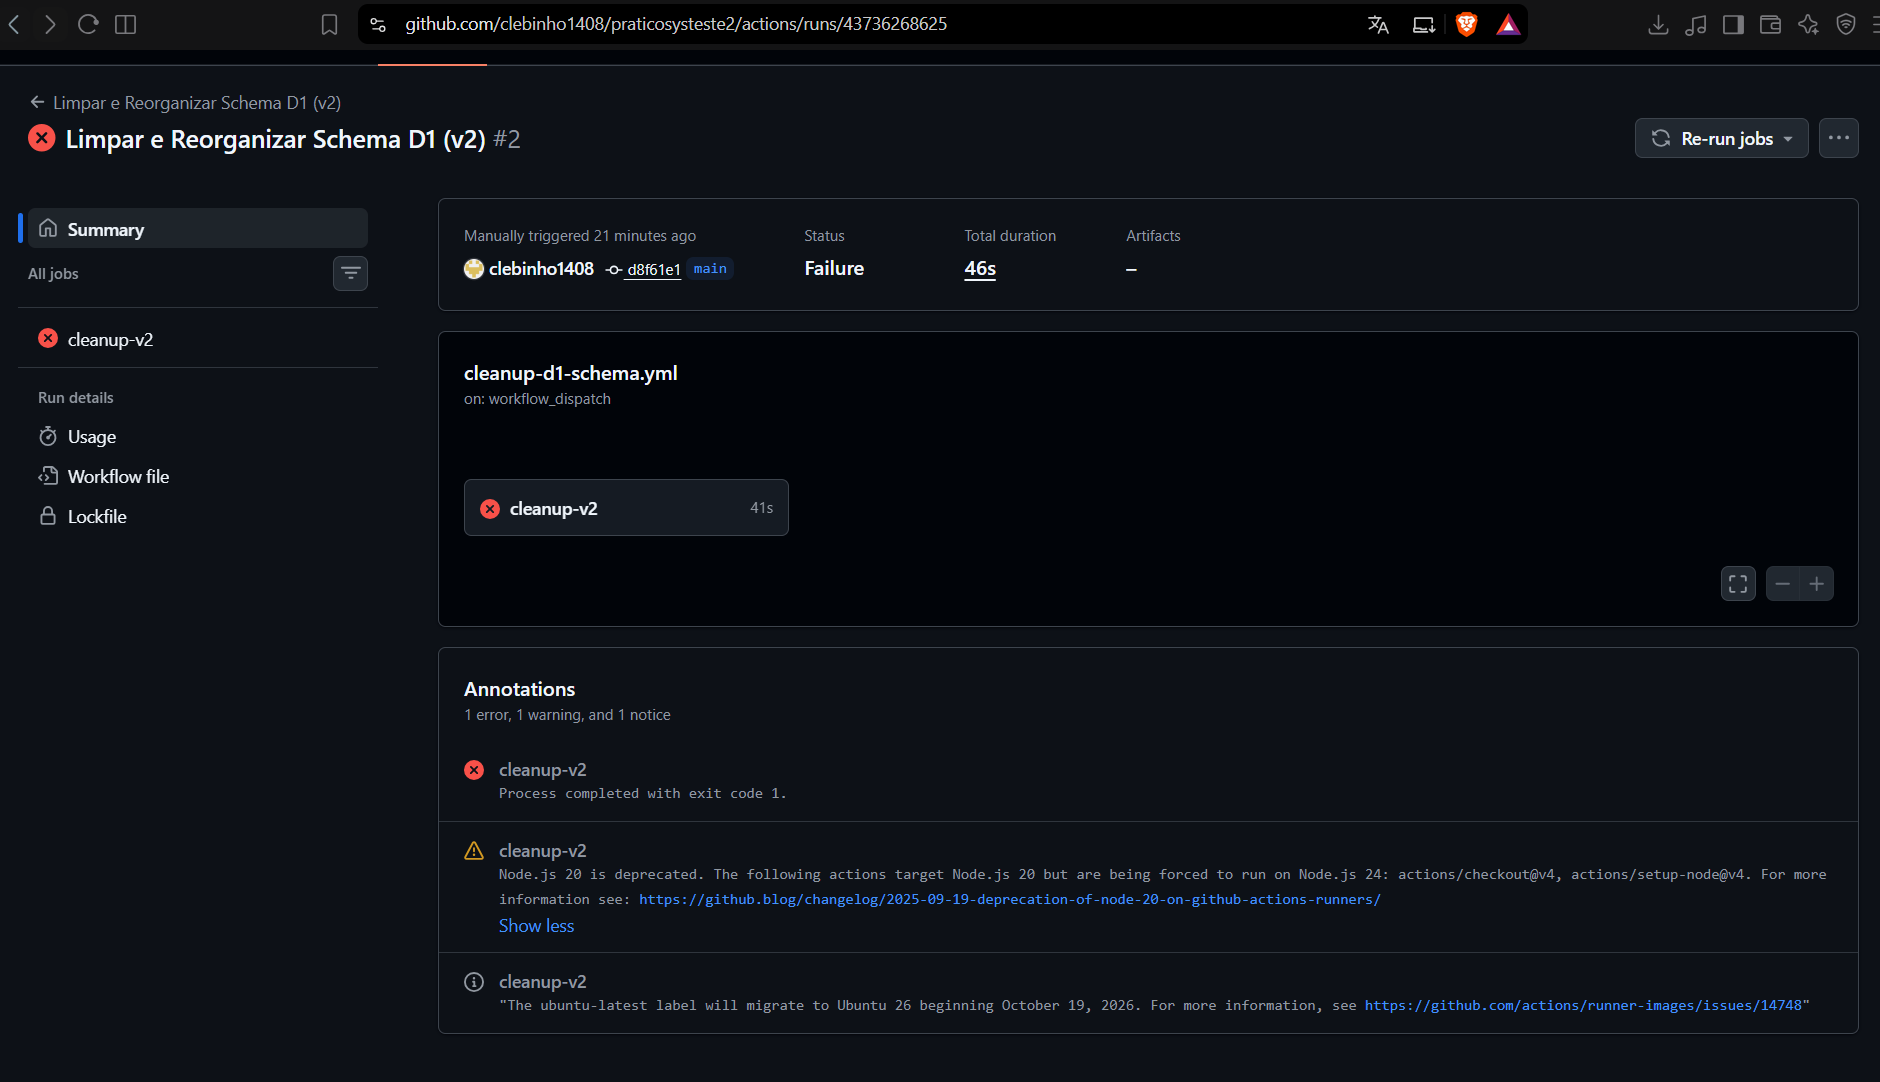 github.com/clebinho1408/praticosysteste2/actions/runs/43736268625
Limpar e Reorganizar Schema D1 (v2)
Limpar e Reorganizar Schema D1 (v2) #2
Re-run jobs
Summary
All jobs
cleanup-v2
Run details
Usage
Workflow file
Lockfile
Manually triggered 21 minutes ago
clebinho1408 d8f61e1 main
Status
Failure
Total duration
46s
Artifacts
–
cleanup-d1-schema.yml
on: workflow_dispatch
cleanup-v2 41s
Annotations
1 error, 1 warning, and 1 notice
cleanup-v2
Process completed with exit code 1.
cleanup-v2
Node.js 20 is deprecated. The following actions target Node.js 20 but are being forced to run on Node.js 24: actions/checkout@v4, actions/setup-node@v4. For more
information see: https://github.blog/changelog/2025-09-19-deprecation-of-node-20-on-github-actions-runners/
Show less
cleanup-v2
"The ubuntu-latest label will migrate to Ubuntu 26 beginning October 19, 2026. For more information, see https://github.com/actions/runner-images/issues/14748"